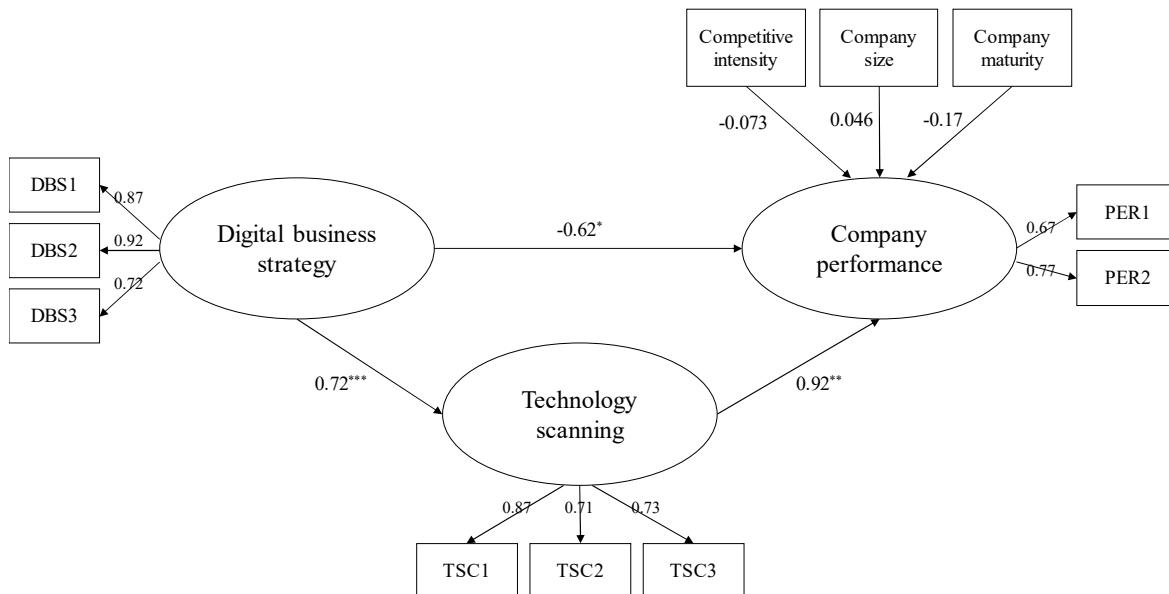 Competitive
intensity
Company
size
Company
maturity
-0.073
0.046
-0.17
DBS1
DBS2
DBS3
0.87
0.92
0.72
Digital business
strategy
-0.62*
Company
performance
0.67
0.77
PER1
PER2
0.72***
Technology
scanning
0.92**
0.87
0.71
0.73
TSC1
TSC2
TSC3